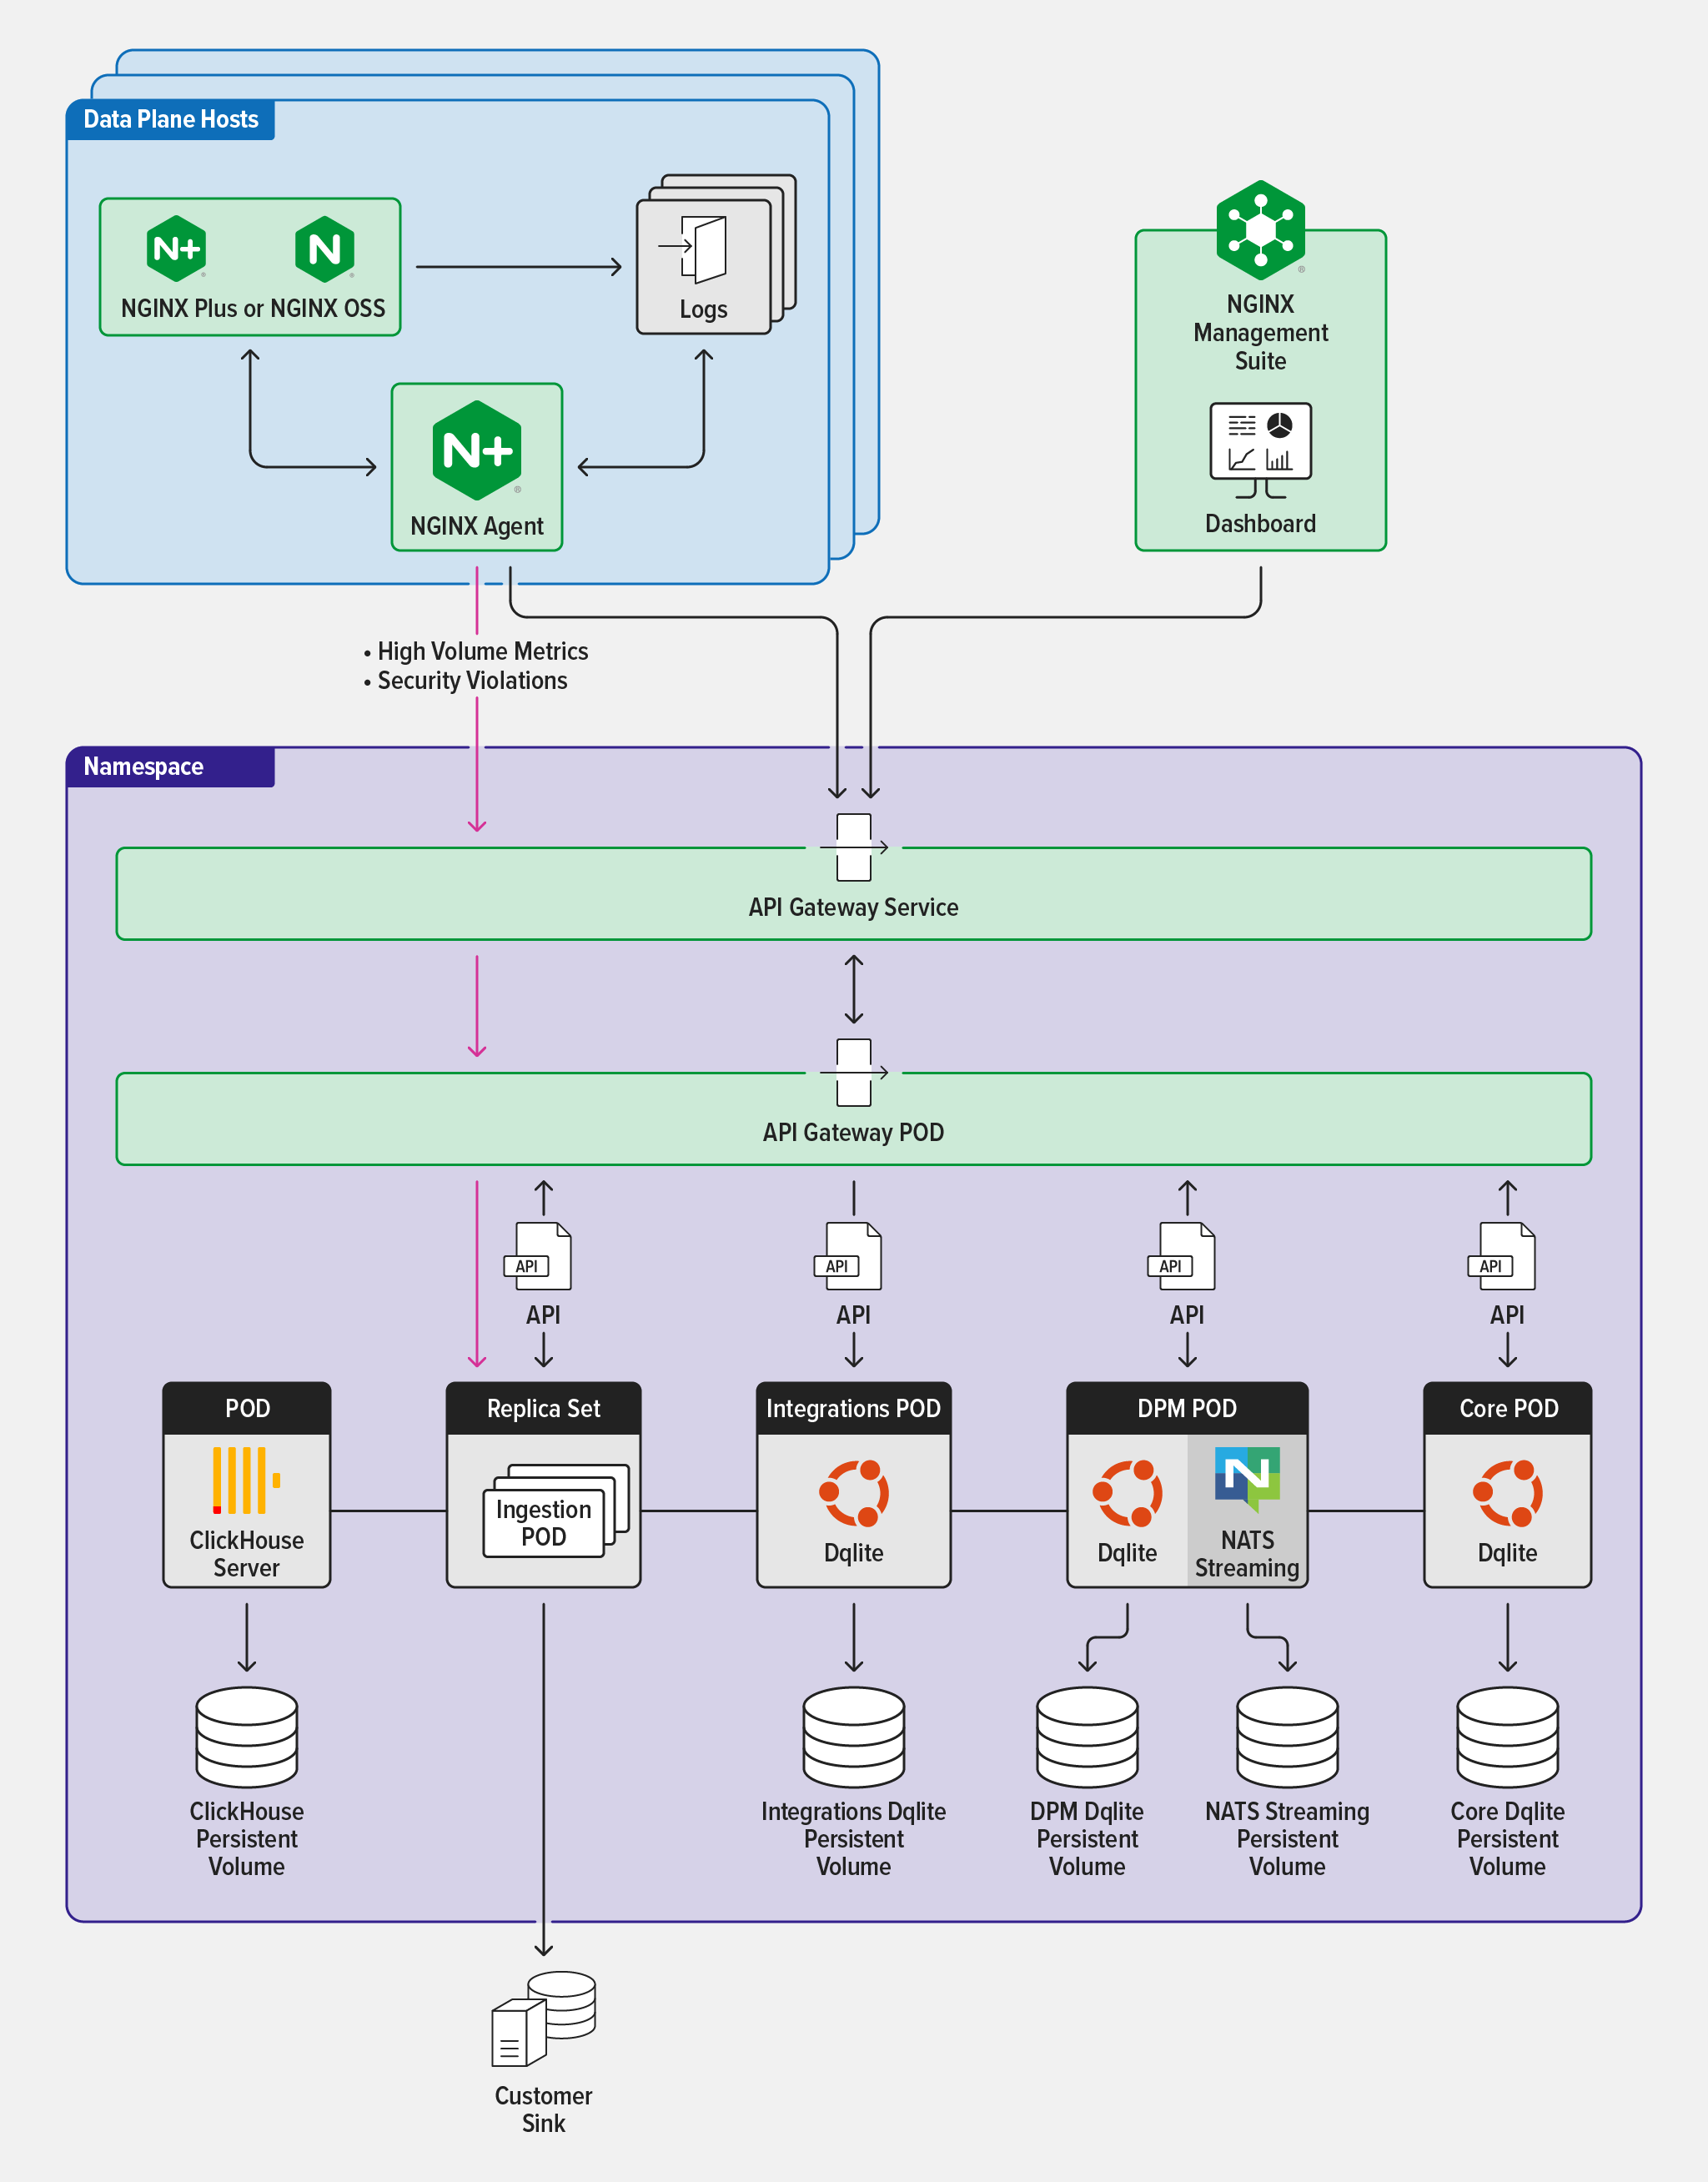 Data Plane Hosts
N+
N
NGINX Plus or NGINX OSS
Logs
N+
NGINX Agent
NGINX
Management
Suite
Dashboard
• High Volume Metrics
• Security Violations
Namespace
API Gateway Service
API Gateway POD
API
API
API
API
API
API
API
API
POD
ClickHouse
Server
Replica Set
Ingestion
POD
Integrations POD
Dqlite
DPM POD
Dqlite
N
NATS
Streaming
Core POD
Dqlite
ClickHouse
Persistent
Volume
Integrations Dqlite
Persistent
Volume
DPM Dqlite
Persistent
Volume
NATS Streaming
Persistent
Volume
Core Dqlite
Persistent
Volume
Customer
Sink